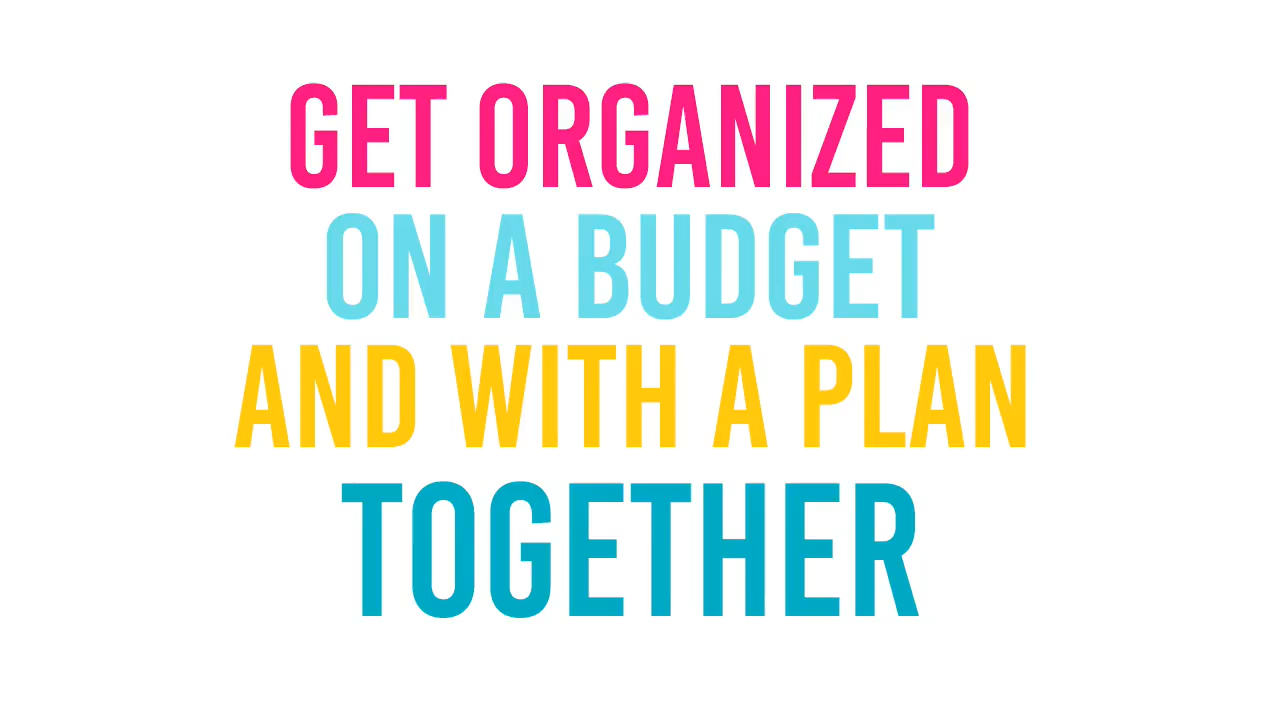 GET ORGANIZED
ON A BUDGET
AND WITH A PLAN
TOGETHER